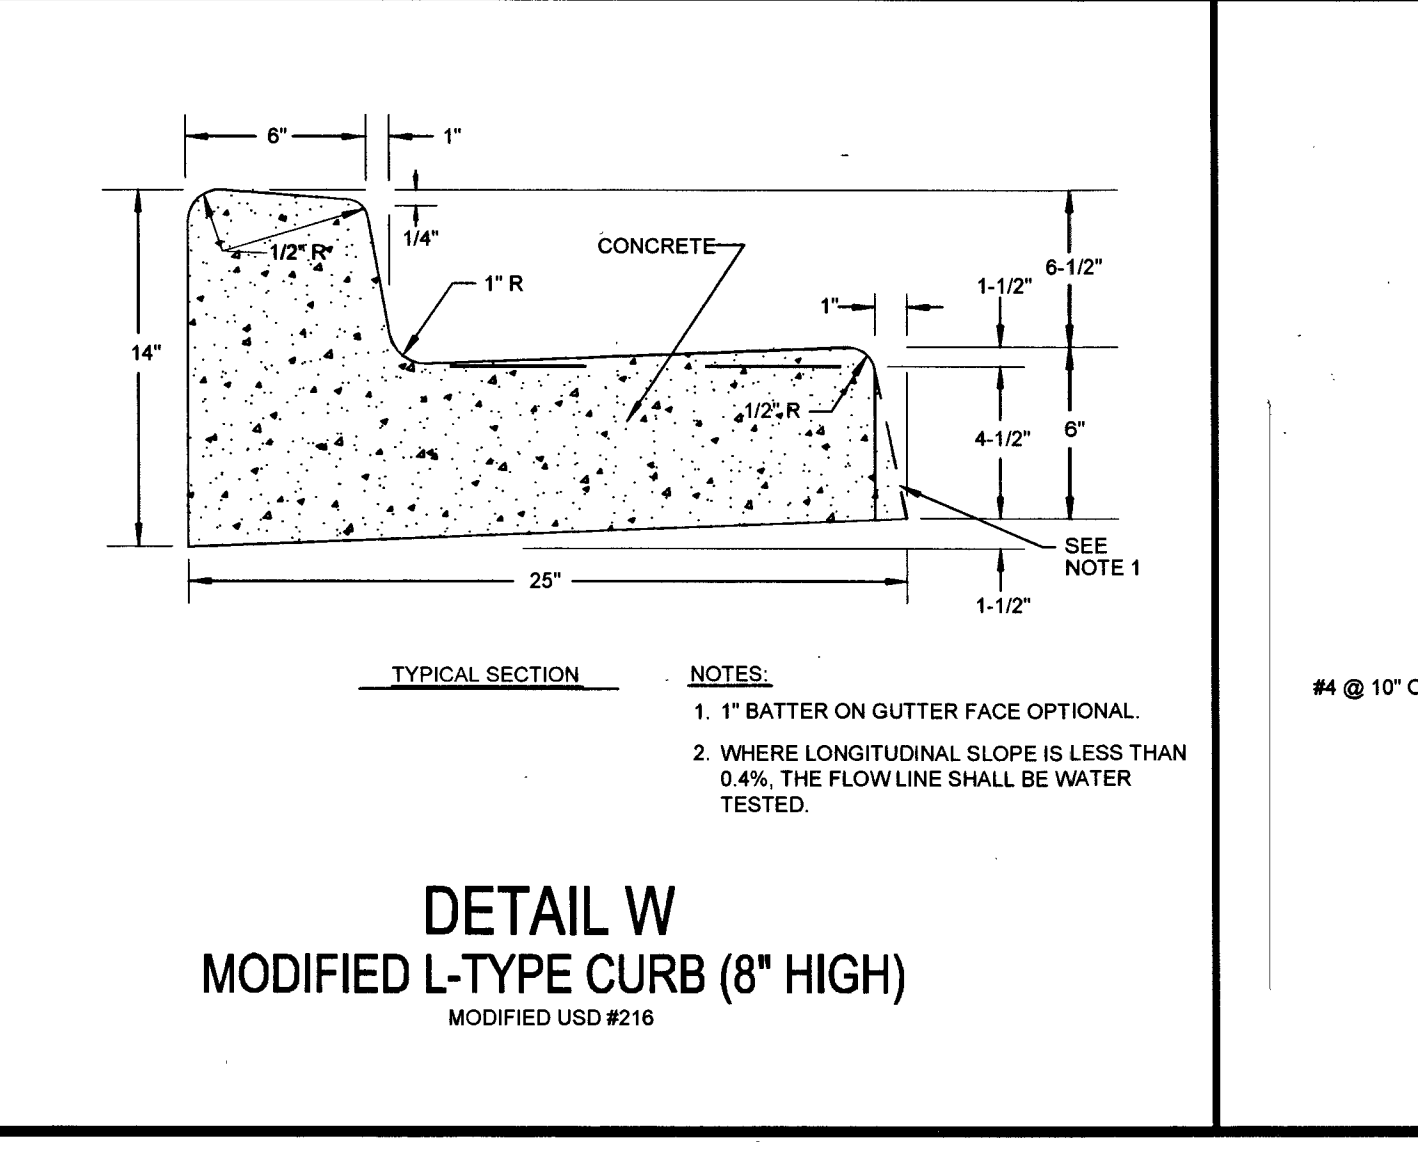 6" 1"
1/4"
1/2" R
1" R
CONCRETE
6-1/2"
1-1/2"
1"
14"
1/2" R
4-1/2"
6"
SEE
NOTE 1
25"
1-1/2"
TYPICAL SECTION
NOTES:
1. 1" BATTER ON GUTTER FACE OPTIONAL.
2. WHERE LONGITUDINAL SLOPE IS LESS THAN
0.4%, THE FLOW LINE SHALL BE WATER
TESTED.
#4 @ 10"
DETAIL W
MODIFIED L-TYPE CURB (8" HIGH)
MODIFIED USD #216